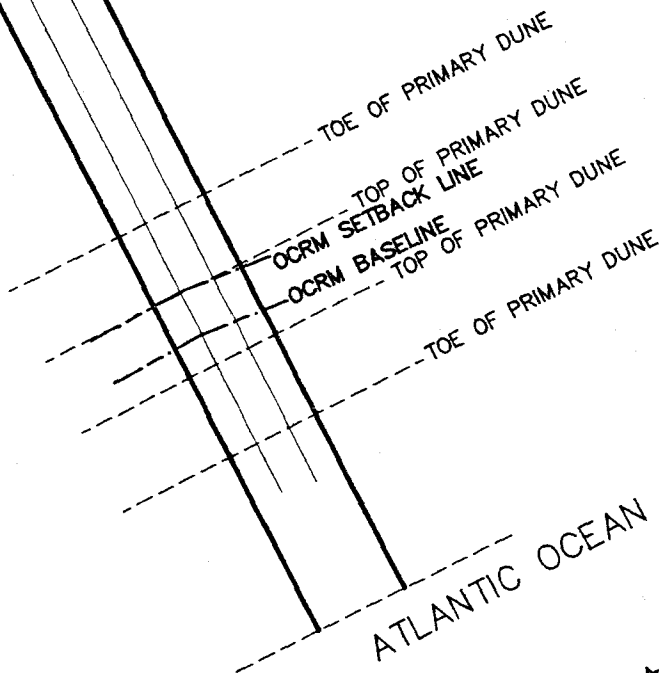 TOE OF PRIMARY DUNE
TOP OF PRIMARY DUNE
OCRM SETBACK LINE
OCRM BASELINE
TOP OF PRIMARY DUNE
TOE OF PRIMARY DUNE
ATLANTIC OCEAN